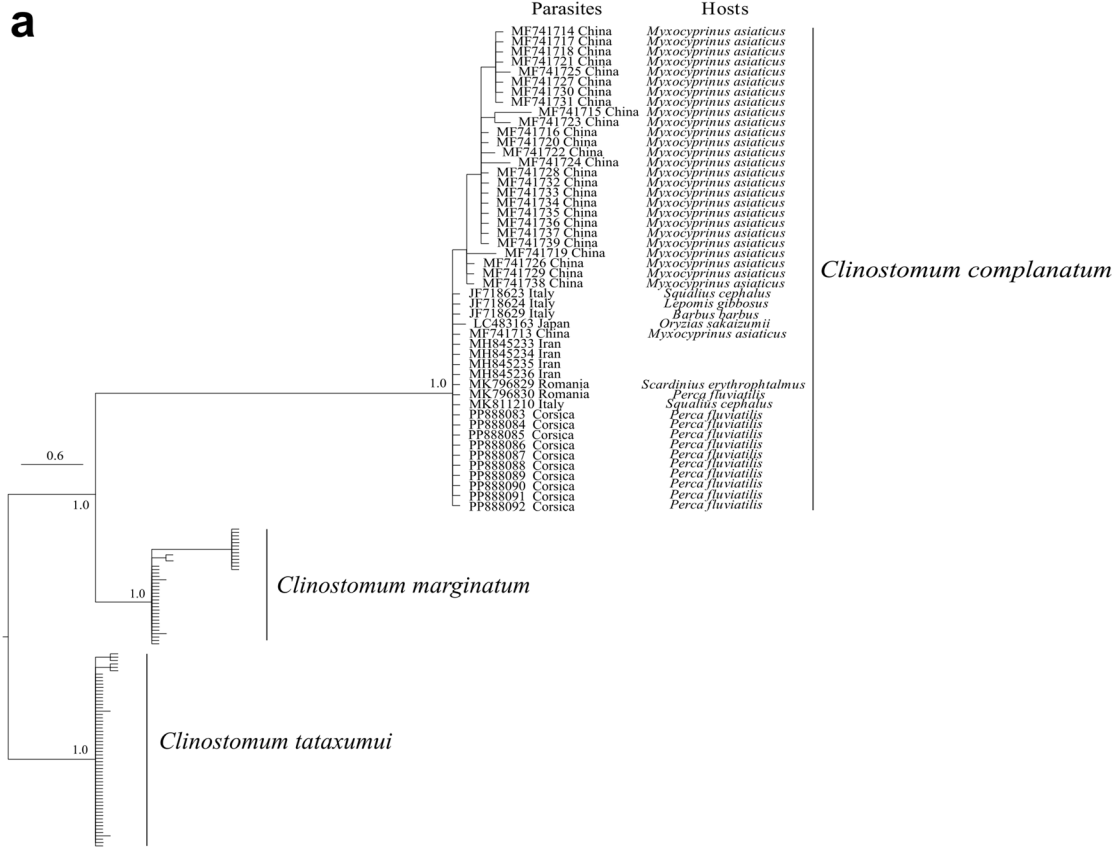 a
Parasites Hosts
MF741714 China Myxocyprinus asiaticus
MF741717 China Myxocyprinus asiaticus
MF741718 China Myxocyprinus asiaticus
MF741721 China Myxocyprinus asiaticus
MF741725 China Myxocyprinus asiaticus
MF741727 China Myxocyprinus asiaticus
MF741730 China Myxocyprinus asiaticus
MF741731 China Myxocyprinus asiaticus
MF741715 China Myxocyprinus asiaticus
MF741723 China Myxocyprinus asiaticus
MF741716 China Myxocyprinus asiaticus
MF741720 China Myxocyprinus asiaticus
MF741722 China Myxocyprinus asiaticus
MF741724 China Myxocyprinus asiaticus
MF741728 China Myxocyprinus asiaticus
MF741732 China Myxocyprinus asiaticus
MF741733 China Myxocyprinus asiaticus
MF741734 China Myxocyprinus asiaticus
MF741735 China Myxocyprinus asiaticus
MF741736 China Myxocyprinus asiaticus
MF741737 China Myxocyprinus asiaticus
MF741739 China Myxocyprinus asiaticus
MF741719 China Myxocyprinus asiaticus
MF741726 China Myxocyprinus asiaticus
MF741729 China Myxocyprinus asiaticus
MF741738 China Myxocyprinus asiaticus
JF718623 Italy Squalius cephalus
JF718624 Italy Lepomis gibbosus
JF718629 Italy Barbus barbus
LC483163 Japan Oryzias sakaizumii
MF741713 China Myxocyprinus asiaticus
MH845233 Iran
MH845234 Iran
MH845235 Iran
MH845236 Iran
MK796829 Romania Scardinius erythrophtalmus
MK796830 Romania Perca fluviatilis
MK811210 Italy Squalius cephalus
PP888083 Corsica Perca fluviatilis
PP888084 Corsica Perca fluviatilis
PP888085 Corsica Perca fluviatilis
PP888086 Corsica Perca fluviatilis
PP888087 Corsica Perca fluviatilis
PP888088 Corsica Perca fluviatilis
PP888089 Corsica Perca fluviatilis
PP888090 Corsica Perca fluviatilis
PP888091 Corsica Perca fluviatilis
PP888092 Corsica Perca fluviatilis
Clinostomum complanatum
1.0
0.6
1.0
Clinostomum marginatum
1.0
Clinostomum tataxumui
1.0